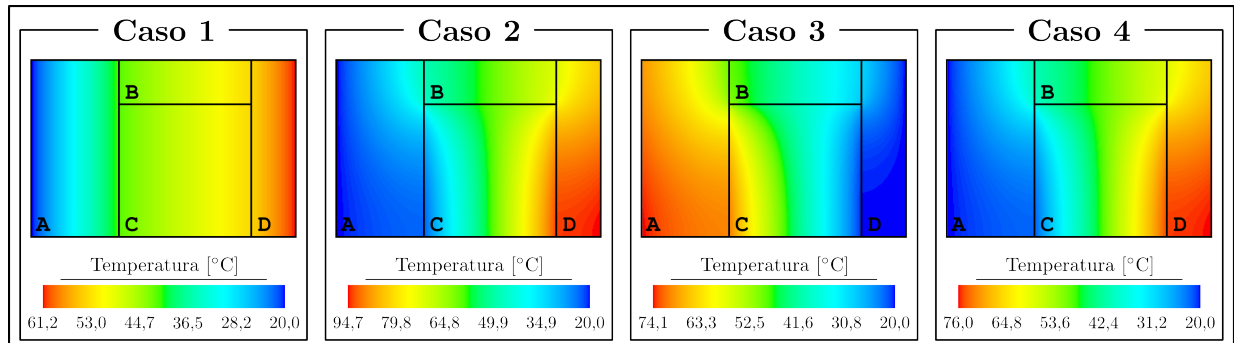 Caso 1
B
A
C
D
Temperatura [°C]
61,2 53,0 44,7 36,5 28,2 20,0
Caso 2
B
A
C
D
Temperatura [°C]
94,7 79,8 64,8 49,9 34,9 20,0
Caso 3
B
A
C
D
Temperatura [°C]
74,1 63,3 52,5 41,6 30,8 20,0
Caso 4
B
A
C
D
Temperatura [°C]
76,0 64,8 53,6 42,4 31,2 20,0